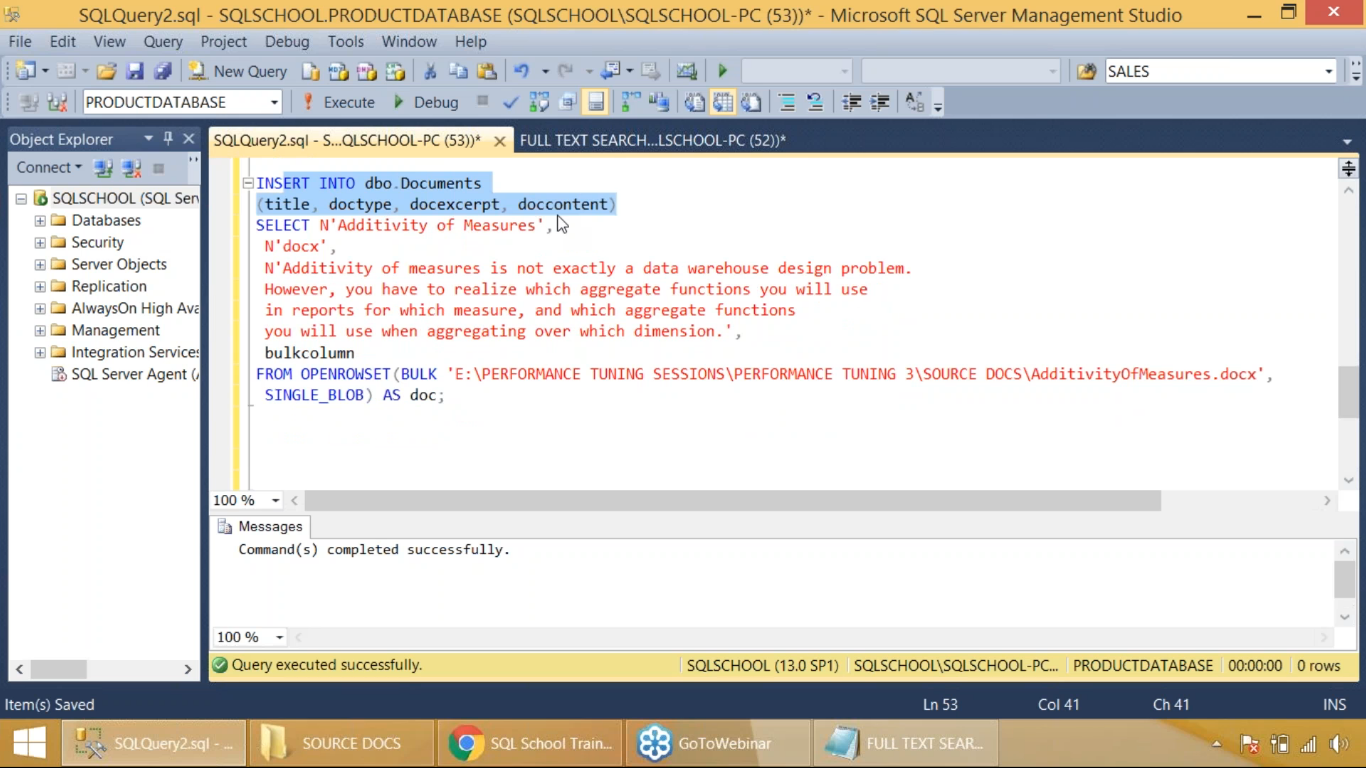 SQLQuery2.sql - SQLSCHOOL.PRODUCTDATABASE (SQLSCHOOL\SQLSCHOOL-PC (53))* - Microsoft SQL Server Management Studio
File Edit View Query Project Debug Tools Window Help
New Query SALES
PRODUCTDATABASE Execute Debug
Object Explorer
SQLQuery2.sql - S...QLSCHOOL-PC (53))* FULL TEXT SEARCH...LSCHOOL-PC (52))*
Connect
SQLSCHOOL (SQL Ser
Databases
Security
Server Objects
Replication
AlwaysOn High Ava
Management
Integration Services
SQL Server Agent (
INSERT INTO dbo.Documents
(title, doctype, docexcerpt, doccontent)
SELECT N'Additivity of Measures',
N'docx',
N'Additivity of measures is not exactly a data warehouse design problem.
However, you have to realize which aggregate functions you will use
in reports for which measure, and which aggregate functions
you will use when aggregating over which dimension.',
bulkcolumn
FROM OPENROWSET(BULK 'E:\PERFORMANCE TUNING SESSIONS\PERFORMANCE TUNING 3\SOURCE DOCS\AdditivityOfMeasures.docx',
SINGLE_BLOB) AS doc;
100 %
Messages
Command(s) completed successfully.
100 %
Query executed successfully. SQLSCHOOL (13.0 SP1) SQLSCHOOL\SQLSCHOOL-PC... PRODUCTDATABASE 00:00:00 0 rows
Item(s) Saved Ln 53 Col 41 Ch 41 INS
SQLQuery2.sql - ... SOURCE DOCS SQL School Train... GoToWebinar FULL TEXT SEAR...